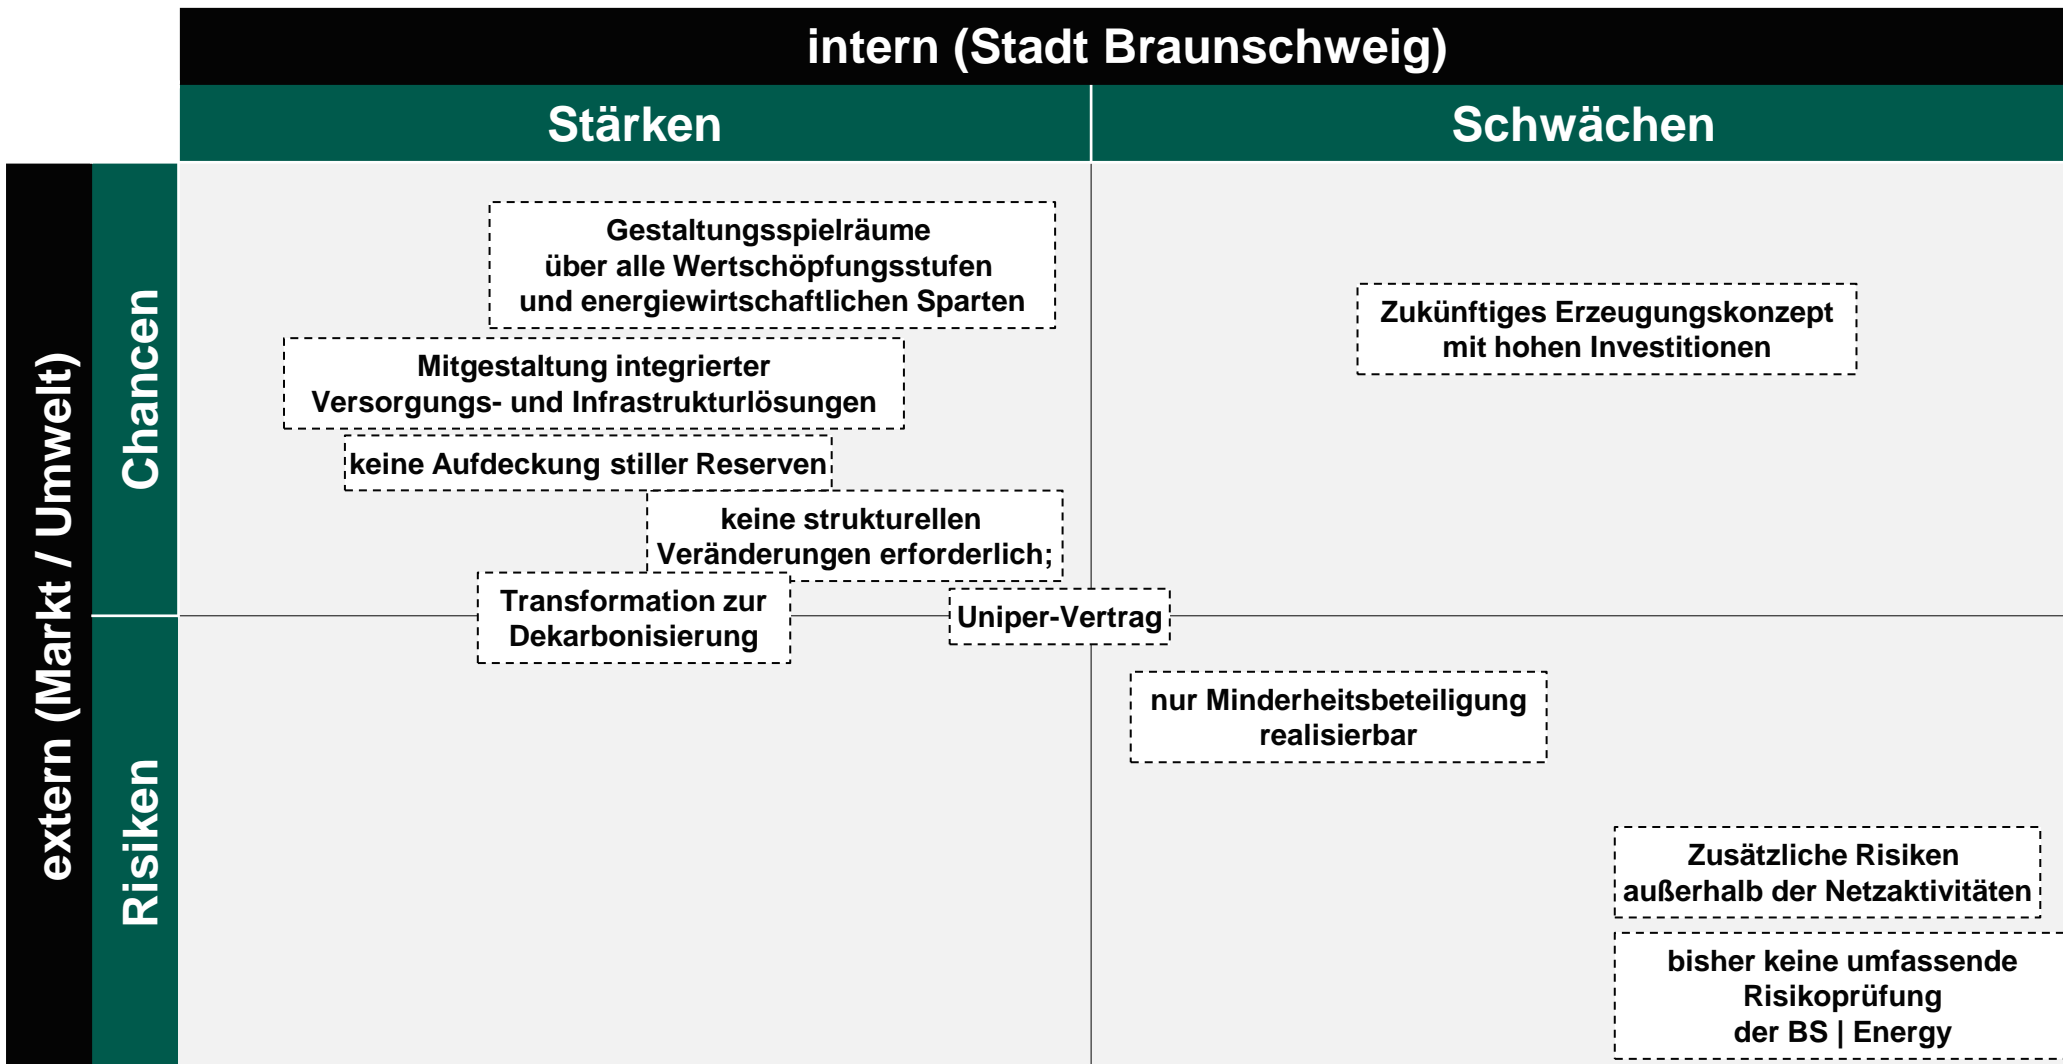 intern (Stadt Braunschweig)
Stärken
Schwächen
extern (Markt / Umwelt)
Chancen
Gestaltungsspielräume
über alle Wertschöpfungsstufen
und energiewirtschaftlichen Sparten
Mitgestaltung integrierter
Versorgungs- und Infrastrukturlösungen
keine Aufdeckung stiller Reserven
keine strukturellen
Veränderungen erforderlich;
Transformation zur
Dekarbonisierung
Uniper-Vertrag
Zukünftiges Erzeugungskonzept
mit hohen Investitionen
Risiken
nur Minderheitsbeteiligung
realisierbar
Zusätzliche Risiken
außerhalb der Netzaktivitäten
bisher keine umfassende
Risikoprüfung
der BS | Energy